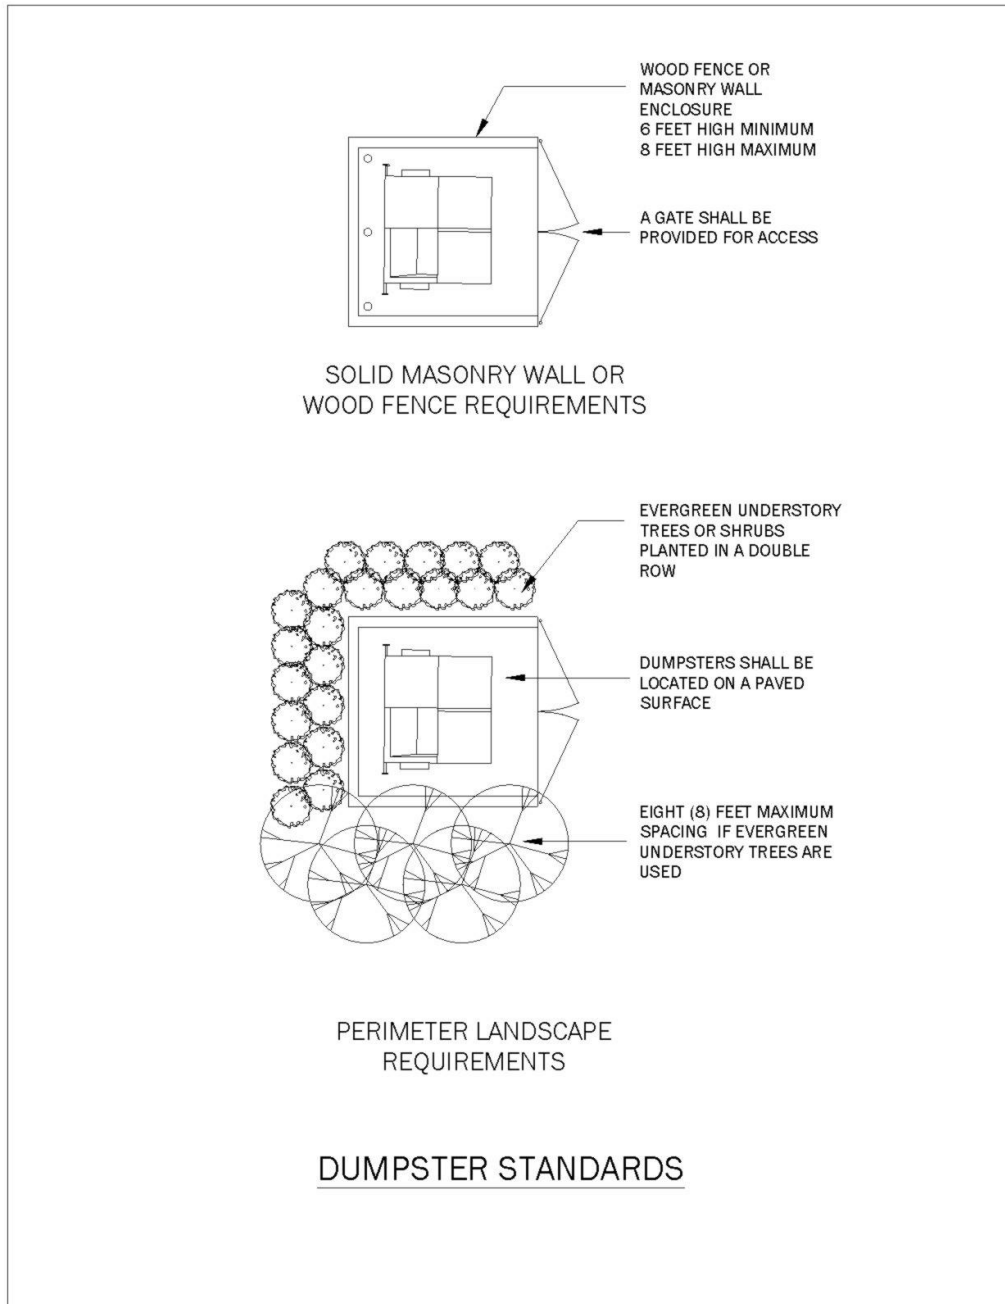 WOOD FENCE OR
MASONRY WALL
ENCLOSURE
6 FEET HIGH MINIMUM
8 FEET HIGH MAXIMUM
A GATE SHALL BE
PROVIDED FOR ACCESS
SOLID MASONRY WALL OR
WOOD FENCE REQUIREMENTS
EVERGREEN UNDERSTORY
TREES OR SHRUBS
PLANTED IN A DOUBLE
ROW
DUMPSTERS SHALL BE
LOCATED ON A PAVED
SURFACE
EIGHT (8) FEET MAXIMUM
SPACING IF EVERGREEN
UNDERSTORY TREES ARE
USED
PERIMETER LANDSCAPE
REQUIREMENTS
DUMPSTER STANDARDS